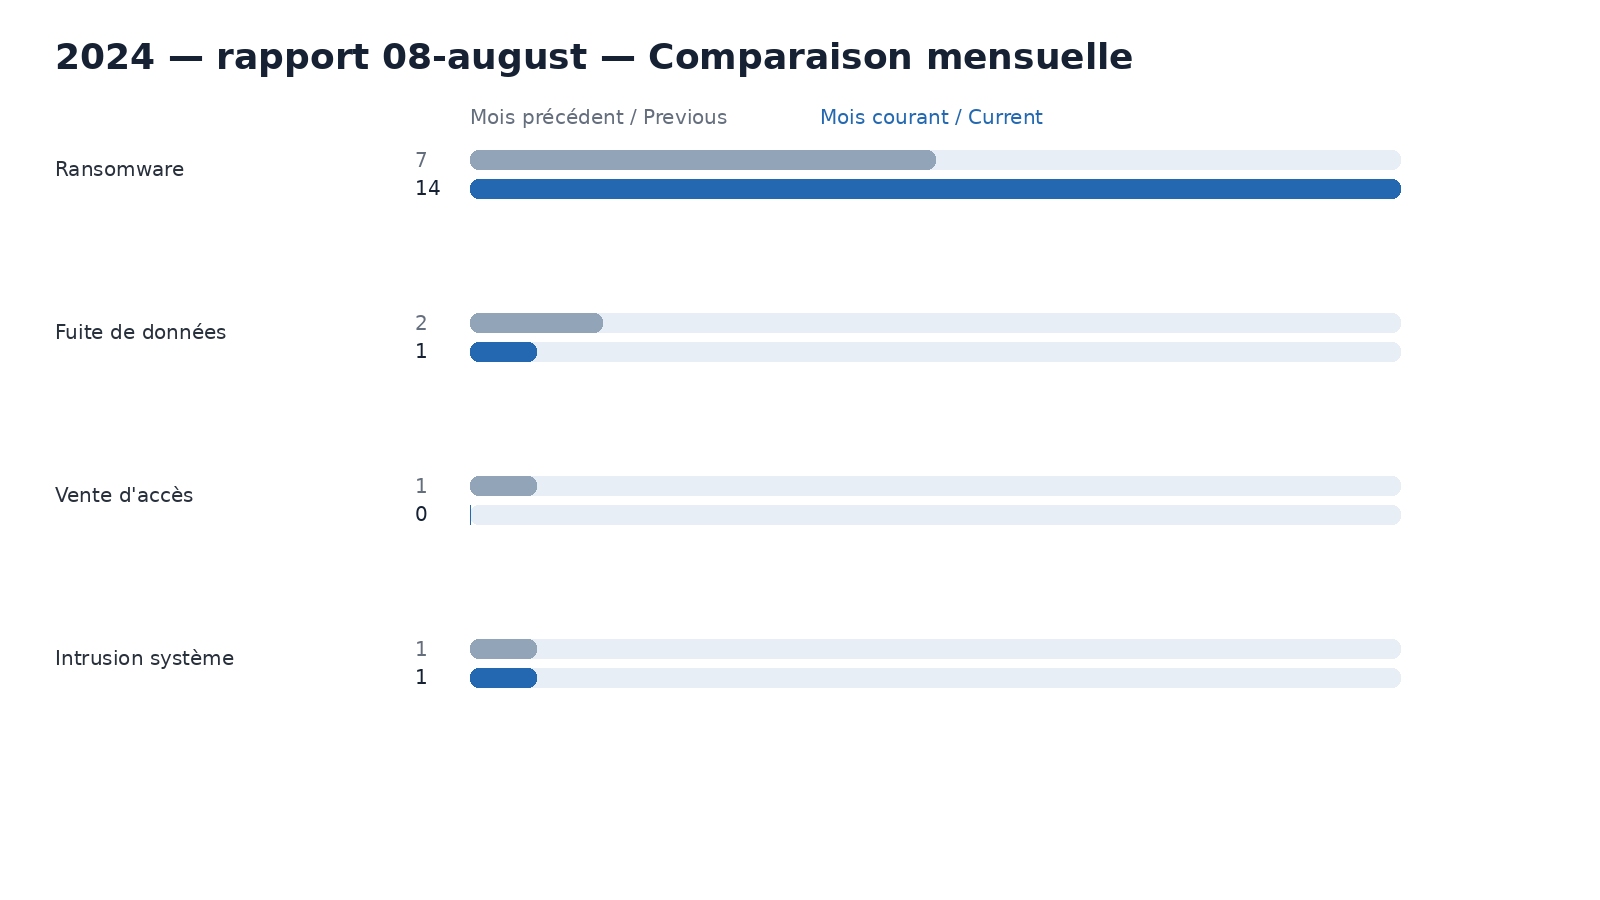 2024 — rapport 08-august — Comparaison mensuelle
Mois précédent / Previous Mois courant / Current
Ransomware 7
14
Fuite de données 2
1
Vente d'accès 1
0
Intrusion système 1
1